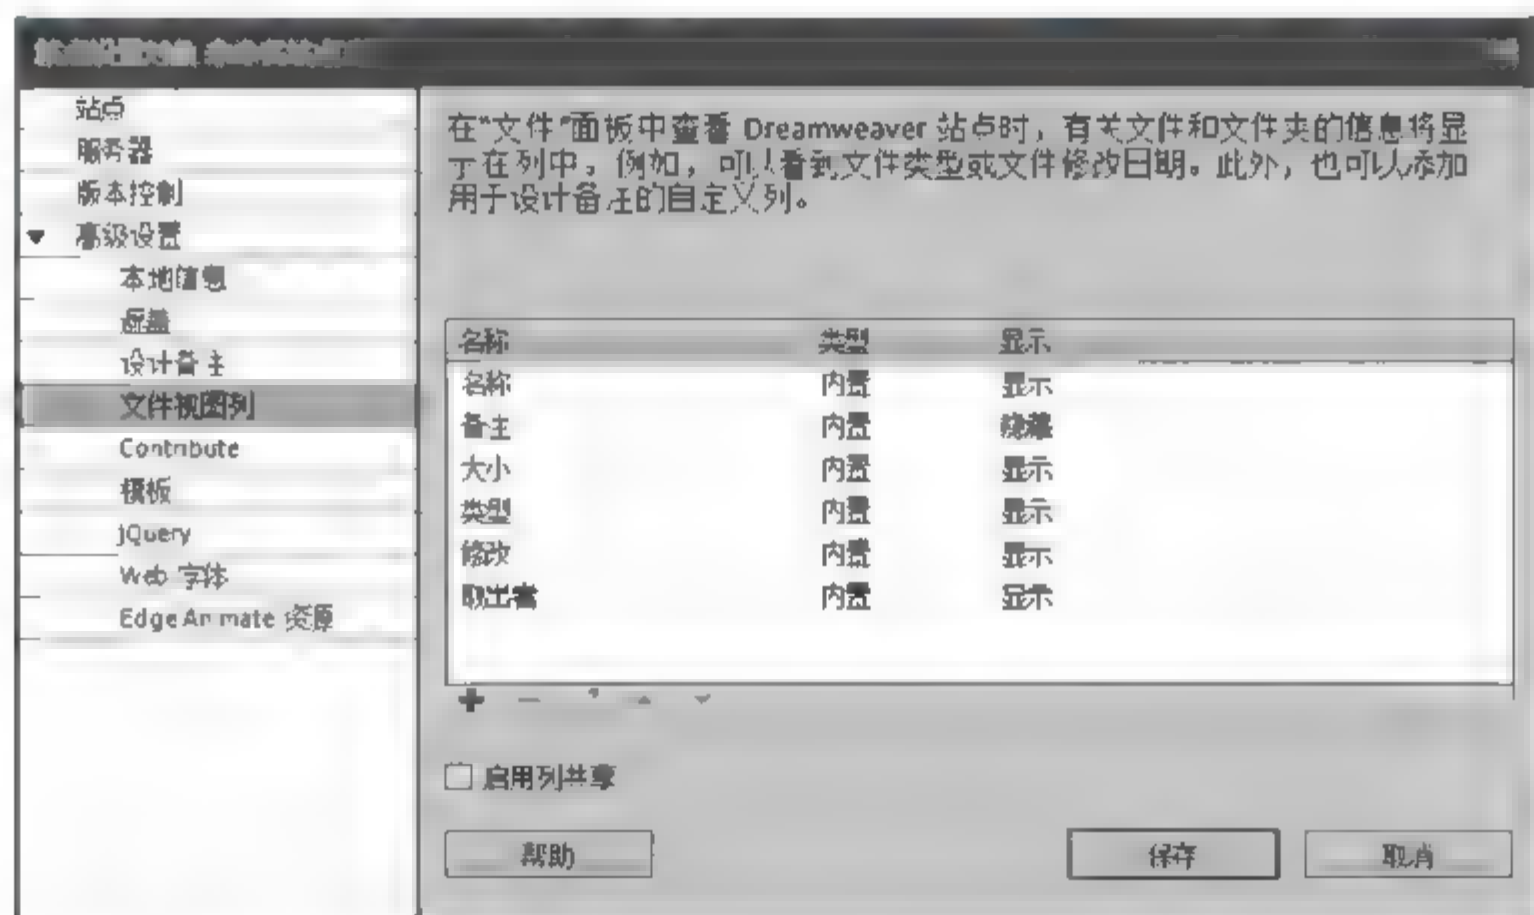 站点
服务器
版本控制
高级设置
本地信息
遮盖
设计备注
文件视图列
Contribute
模板
jQuery
Web 字体
Edge Animate 资源
在“文件”面板中查看 Dreamweaver 站点时，有关文件和文件夹的信息将显
示在列中。例如，可以看到文件类型或文件修改日期。此外，也可以添加
用于设计备注的自定义列。
名称 类型 显示
名称 内置 显示
备注 内置 隐藏
大小 内置 显示
类型 内置 显示
修改 内置 显示
取出者 内置 显示
启用列共享
帮助 保存 取消